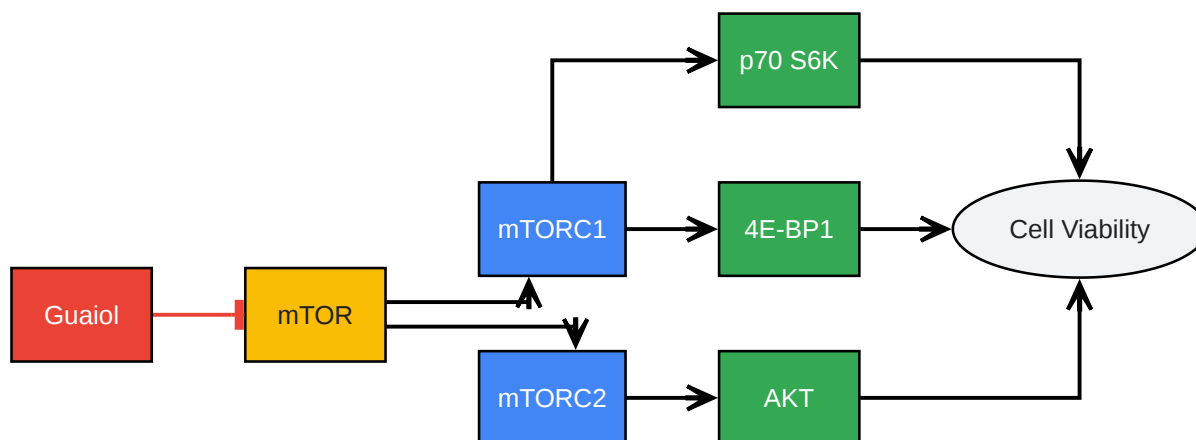 p70 S6K
mTORC1
4E-BP1
Cell Viability
Guaiol
mTOR
mTORC2
AKT